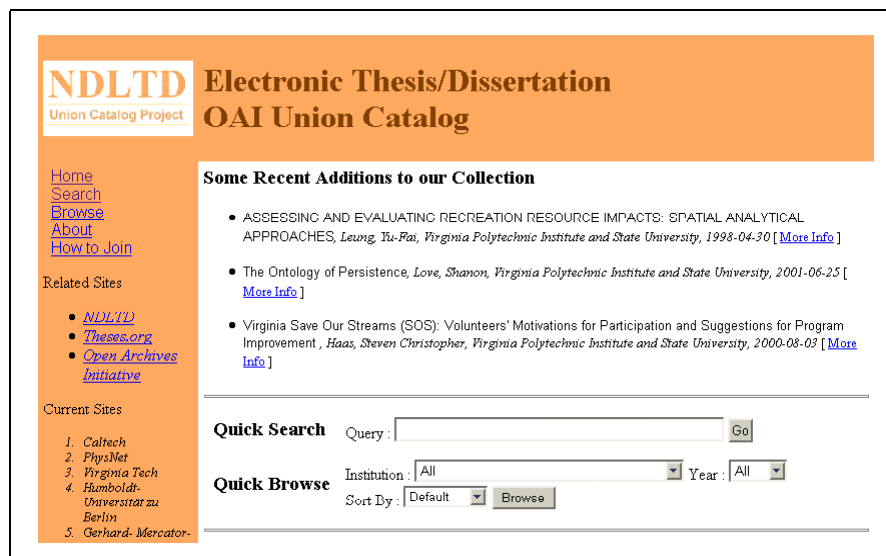 NDLTD
Union Catalog Project
Electronic Thesis/Dissertation
OAI Union Catalog
Home
Search
Browse
About
How to Join
Related Sites
NDLTD
Theses.org
Open Archives
Initiative
Current Sites
1. Caltech
2. PhysNet
3. Virginia Tech
4. Humboldt-
Universität zu
Berlin
5. Gerhard- Mercator-
Some Recent Additions to our Collection
ASSESSING AND EVALUATING RECREATION RESOURCE IMPACTS: SPATIAL ANALYTICAL
APPROACHES, Leung, Yu-Fai, Virginia Polytechnic Institute and State University, 1998-04-30 [ More Info ]
The Ontology of Persistence, Love, Shanon, Virginia Polytechnic Institute and State University, 2001-06-25 [
More Info ]
Virginia Save Our Streams (SOS): Volunteers' Motivations for Participation and Suggestions for Program
Improvement , Haas, Steven Christopher, Virginia Polytechnic Institute and State University, 2000-08-03 [ More
Info ]
Quick Search Query : Go
Quick Browse Institution : All Year : All
Sort By : Default Browse